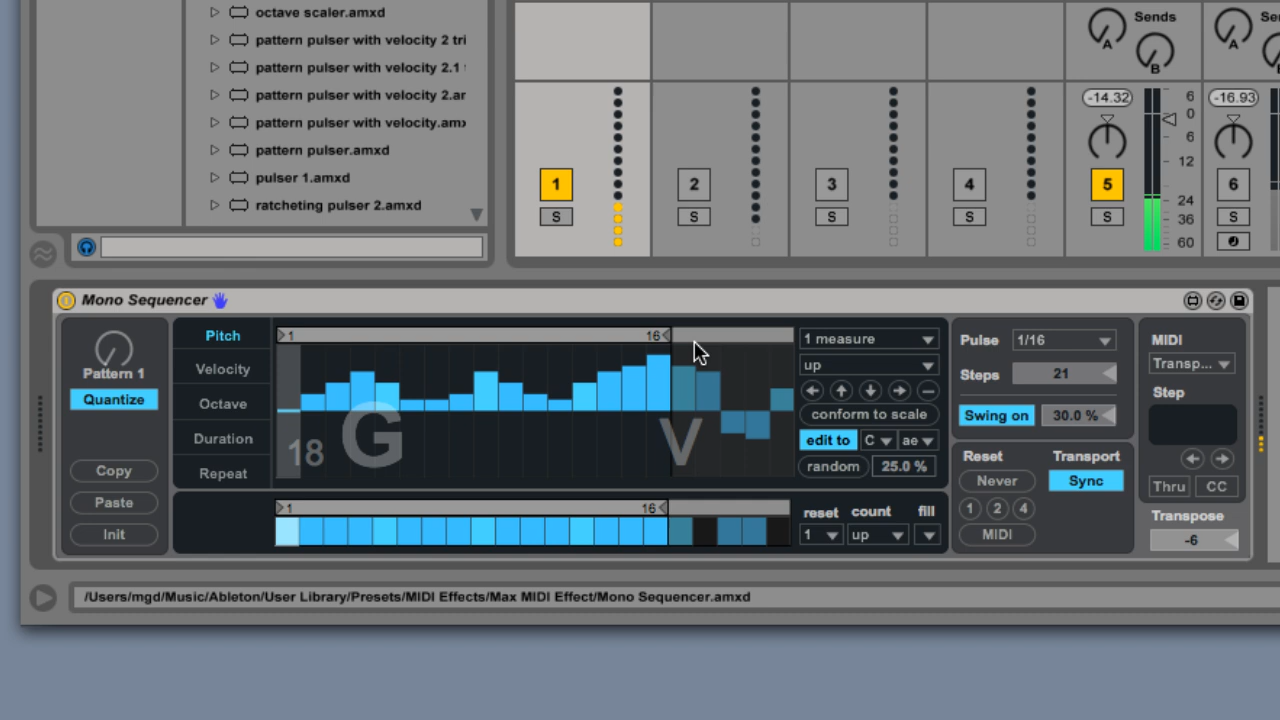 octave scaler.amxd
pattern pulser with velocity 2 tri
pattern pulser with velocity 2.1
pattern pulser with velocity 2.ar
pattern pulser with velocity.amx
pattern pulser.amxd
pulser 1.amxd
ratcheting pulser 2.amxd
Sends
A
B
Se
A
-14.32
6
0
6
12
24
36
60
-16.93
1
2
3
4
5
6
S
S
S
S
S
S
Mono Sequencer
Pattern 1
Quantize
Copy
Paste
Init
Pitch
Velocity
Octave
Duration
Repeat
1
16
18
G
V
1
16
1 measure
up
conform to scale
edit to
C
ae
random
25.0 %
reset
count
fill
1
up
Pulse
1/16
Steps
21
Swing on
30.0 %
Reset
Never
1
2
4
MIDI
Transport
Sync
MIDI
Transp...
Step
Thru
CC
Transpose
-6
/Users/mgd/Music/Ableton/User Library/Presets/MIDI Effects/Max MIDI Effect/Mono Sequencer.amxd